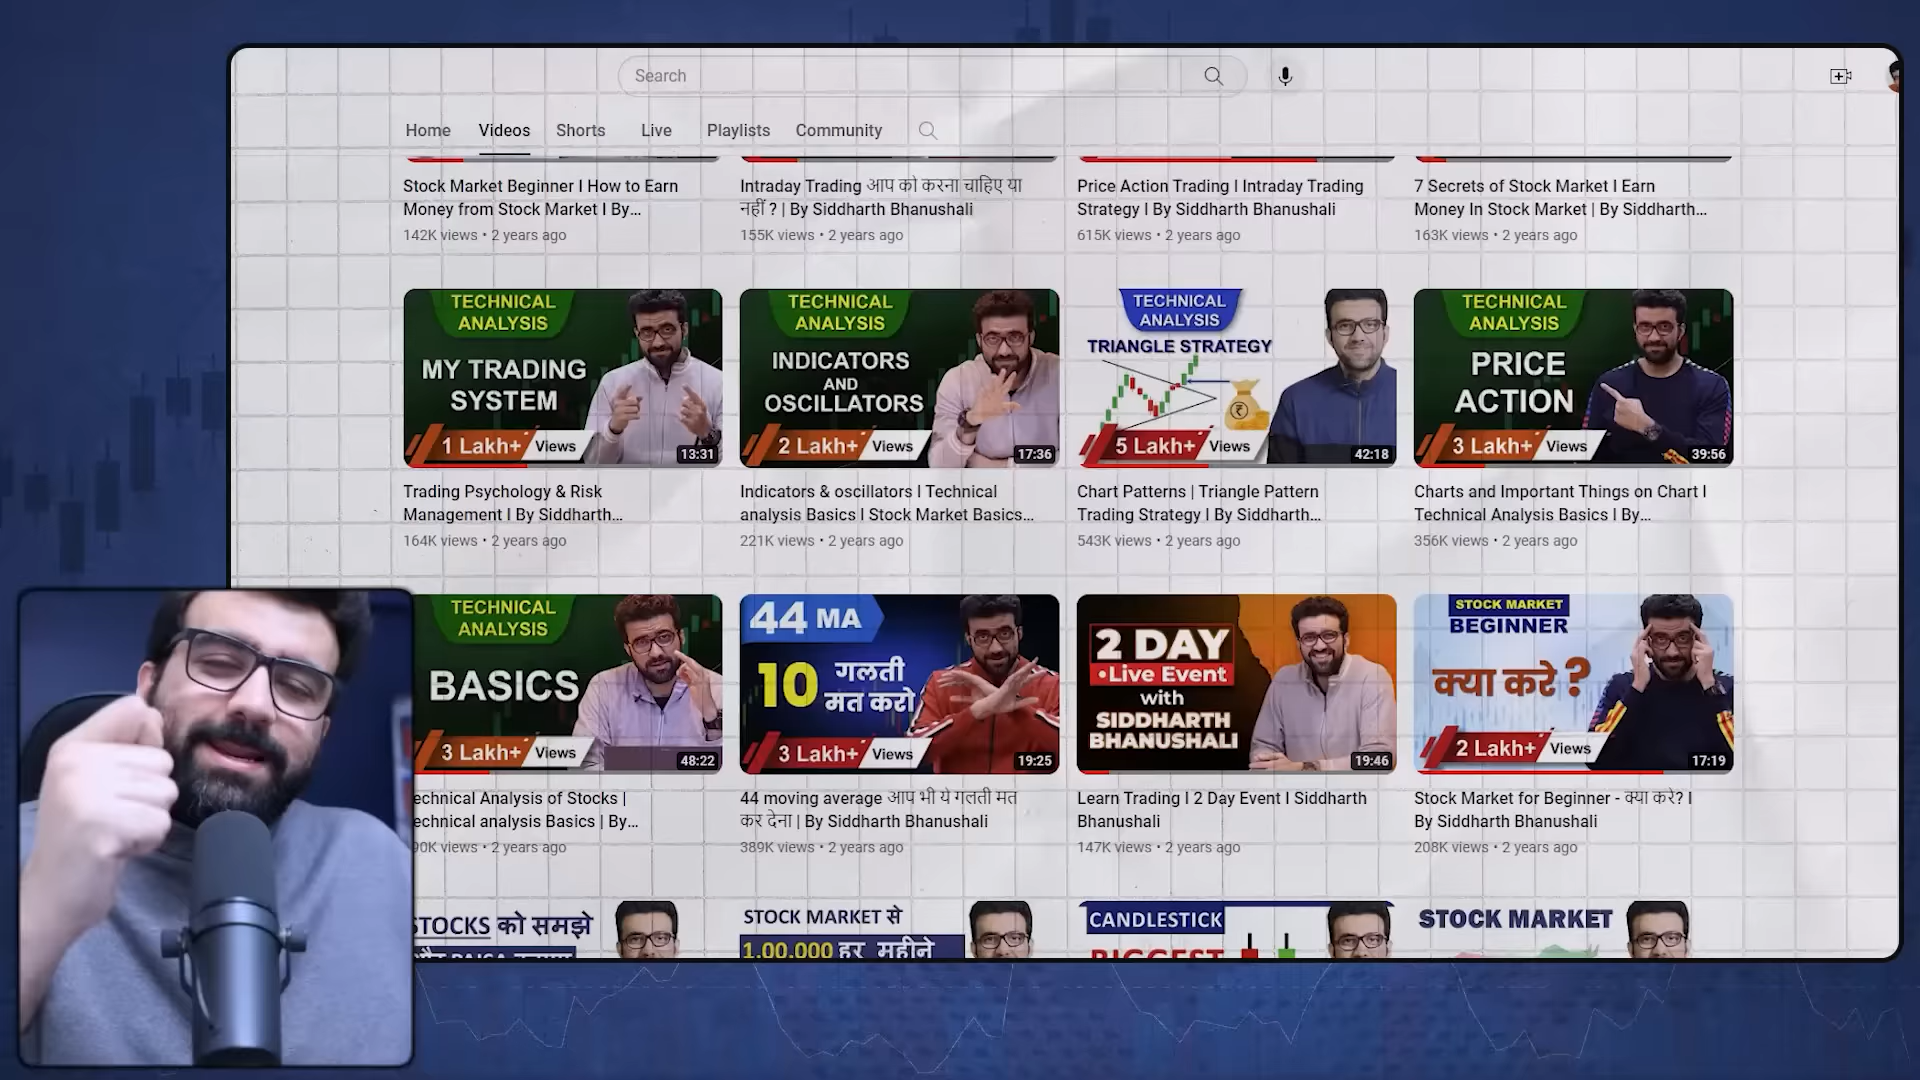 Search
Home Videos Shorts Live Playlists Community
Stock Market Beginner I How to Earn
Money from Stock Market I By...
142K views • 2 years ago
Intraday Trading आप को करना चाहिए या
नहीं ? | By Siddharth Bhanushali
155K views • 2 years ago
Price Action Trading I Intraday Trading
Strategy I By Siddharth Bhanushali
615K views • 2 years ago
7 Secrets of Stock Market I Earn
Money In Stock Market | By Siddharth...
163K views • 2 years ago
TECHNICAL
ANALYSIS
MY TRADING
SYSTEM
1 Lakh+ Views
13:31
Trading Psychology & Risk
Management I By Siddharth...
164K views • 2 years ago
TECHNICAL
ANALYSIS
INDICATORS
AND
OSCILLATORS
2 Lakh+ Views
17:36
Indicators & oscillators I Technical
analysis Basics I Stock Market Basics...
221K views • 2 years ago
TECHNICAL
ANALYSIS
TRIANGLE STRATEGY
5 Lakh+ Views
42:18
Chart Patterns | Triangle Pattern
Trading Strategy I By Siddharth...
543K views • 2 years ago
TECHNICAL
ANALYSIS
PRICE
ACTION
3 Lakh+ Views
39:56
Charts and Important Things on Chart I
Technical Analysis Basics I By...
356K views • 2 years ago
TECHNICAL
ANALYSIS
BASICS
3 Lakh+ Views
48:22
echnical Analysis of Stocks |
echnical analysis Basics | By...
90K views • 2 years ago
44 MA
10 गलती
मत करो
3 Lakh+ Views
19:25
44 moving average आप भी ये गलती मत
कर देना | By Siddharth Bhanushali
389K views • 2 years ago
2 DAY
•Live Event
with
SIDDHARTH
BHANUSHALI
19:46
Learn Trading I 2 Day Event I Siddharth
Bhanushali
147K views • 2 years ago
STOCK MARKET
BEGINNER
क्या करे ?
2 Lakh+ Views
17:19
Stock Market for Beginner - क्या करे? I
By Siddharth Bhanushali
208K views • 2 years ago
STOCKS को समझे
STOCK MARKET से
1,00,000 हर महीने
CANDLESTICK
BIGGEST
STOCK MARKET